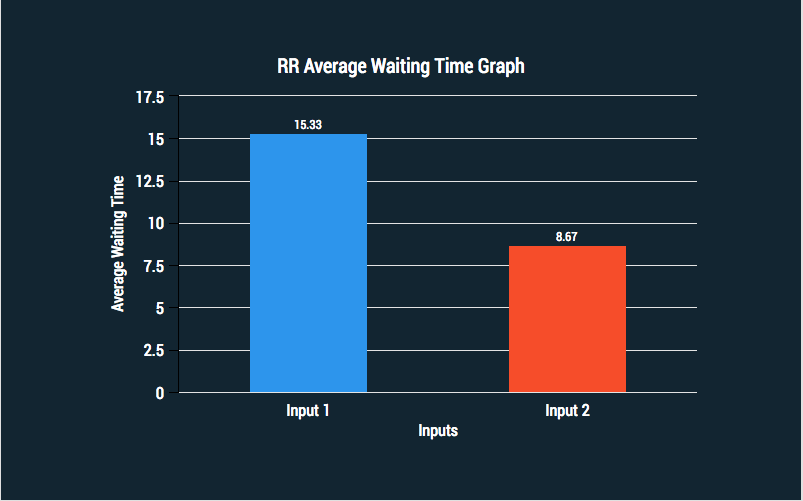 RR Average Waiting Time Graph
17.5
15
12.5
10
7.5
5
2.5
0
Average Waiting Time
15.33
8.67
Input 1
Input 2
Inputs